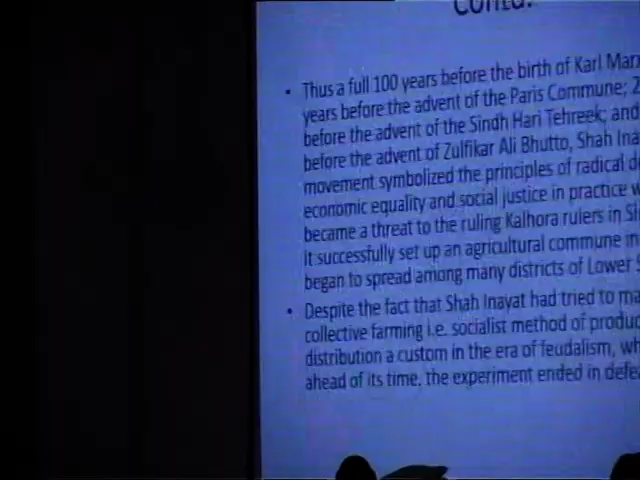 Contd.
• Thus a full 100 years before the birth of Karl Marx
years before the advent of the Paris Commune; 2
before the advent of the Sindh Hari Tehreek; and
before the advent of Zulfikar Ali Bhutto, Shah Ina
movement symbolized the principles of radical d
economic equality and social justice in practice w
became a threat to the ruling Kalhora rulers in Si
It successfully set up an agricultural commune in
began to spread among many districts of Lower S
• Despite the fact that Shah Inayat had tried to ma
collective farming i.e. socialist method of produc
distribution a custom in the era of feudalism, wh
ahead of its time, the experiment ended in defea